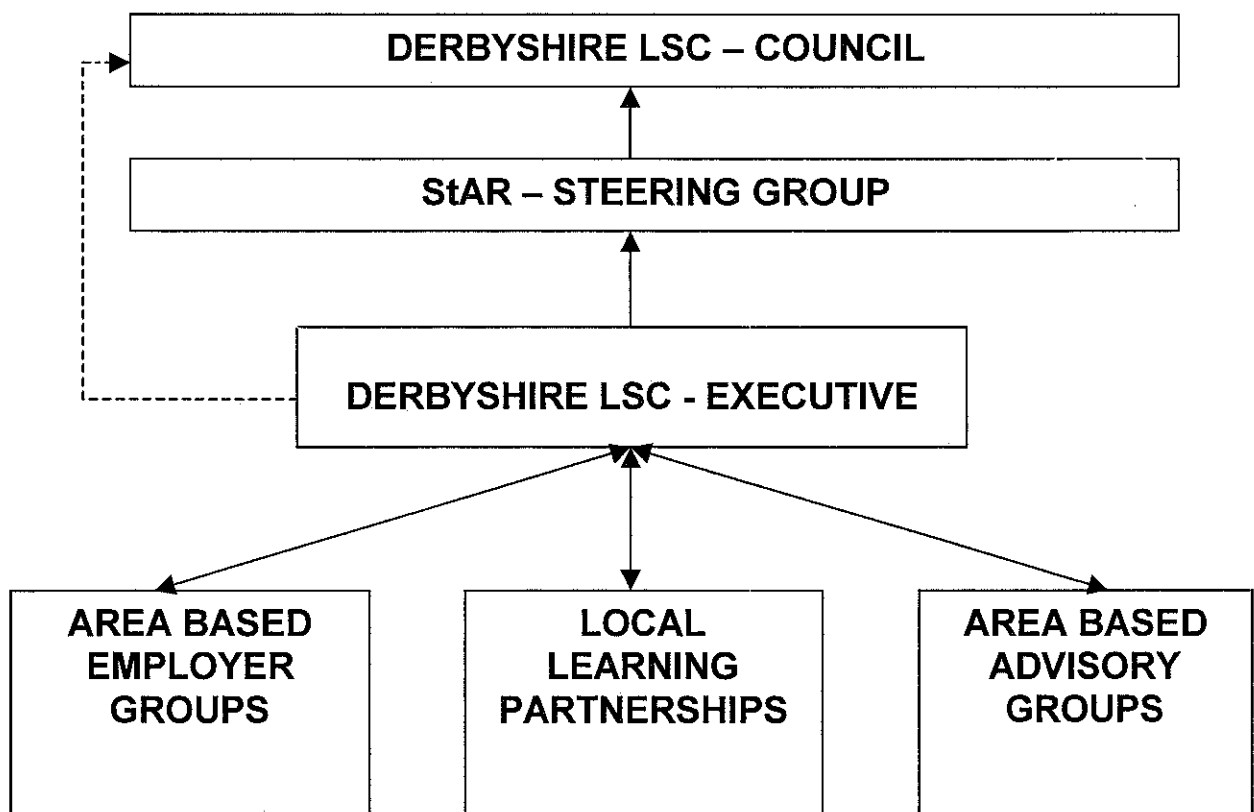 DERBYSHIRE LSC – COUNCIL
StAR – STEERING GROUP
DERBYSHIRE LSC - EXECUTIVE
AREA BASED
EMPLOYER
GROUPS
LOCAL
LEARNING
PARTNERSHIPS
AREA BASED
ADVISORY
GROUPS